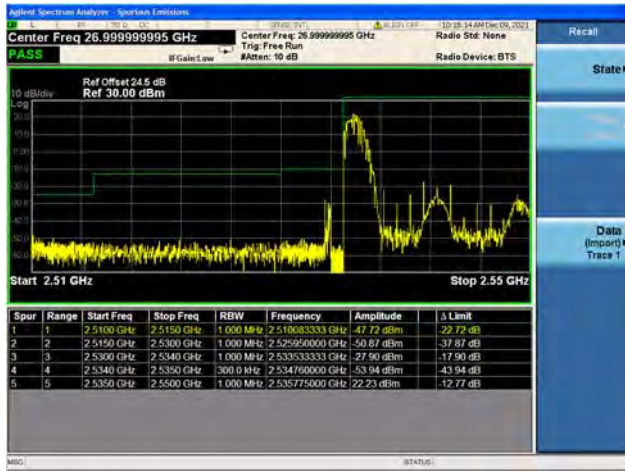 Agilent Spectrum Analyzer - Spurious Emissions
10:15:14 AM Dec 09, 2021
Center Freq 26.999999995 GHz
Center Freq: 26.999999995 GHz
Radio Std: None
Trig: Free Run
PASS
IFGain:Low
#Atten: 10 dB
Radio Device: BTS
Recall
State
Data
(Import)
Trace 1
Ref Offset 24.5 dB
10 dB/div
Ref 30.00 dBm
Log
Start 2.51 GHz
Stop 2.55 GHz
Spur Range Start Freq Stop Freq RBW Frequency Amplitude Δ Limit
1 1 2.5100 GHz 2.5150 GHz 1.000 MHz 2.510083333 GHz -47.72 dBm -22.72 dB
2 2 2.5150 GHz 2.5300 GHz 1.000 MHz 2.525950000 GHz -50.87 dBm -37.87 dB
3 3 2.5300 GHz 2.5340 GHz 1.000 MHz 2.533533333 GHz -27.90 dBm -17.90 dB
4 4 2.5340 GHz 2.5350 GHz 300.0 kHz 2.534760000 GHz -53.94 dBm -43.94 dB
5 5 2.5350 GHz 2.5500 GHz 1.000 MHz 2.535775000 GHz 22.23 dBm -12.77 dB
MSG
STATUS